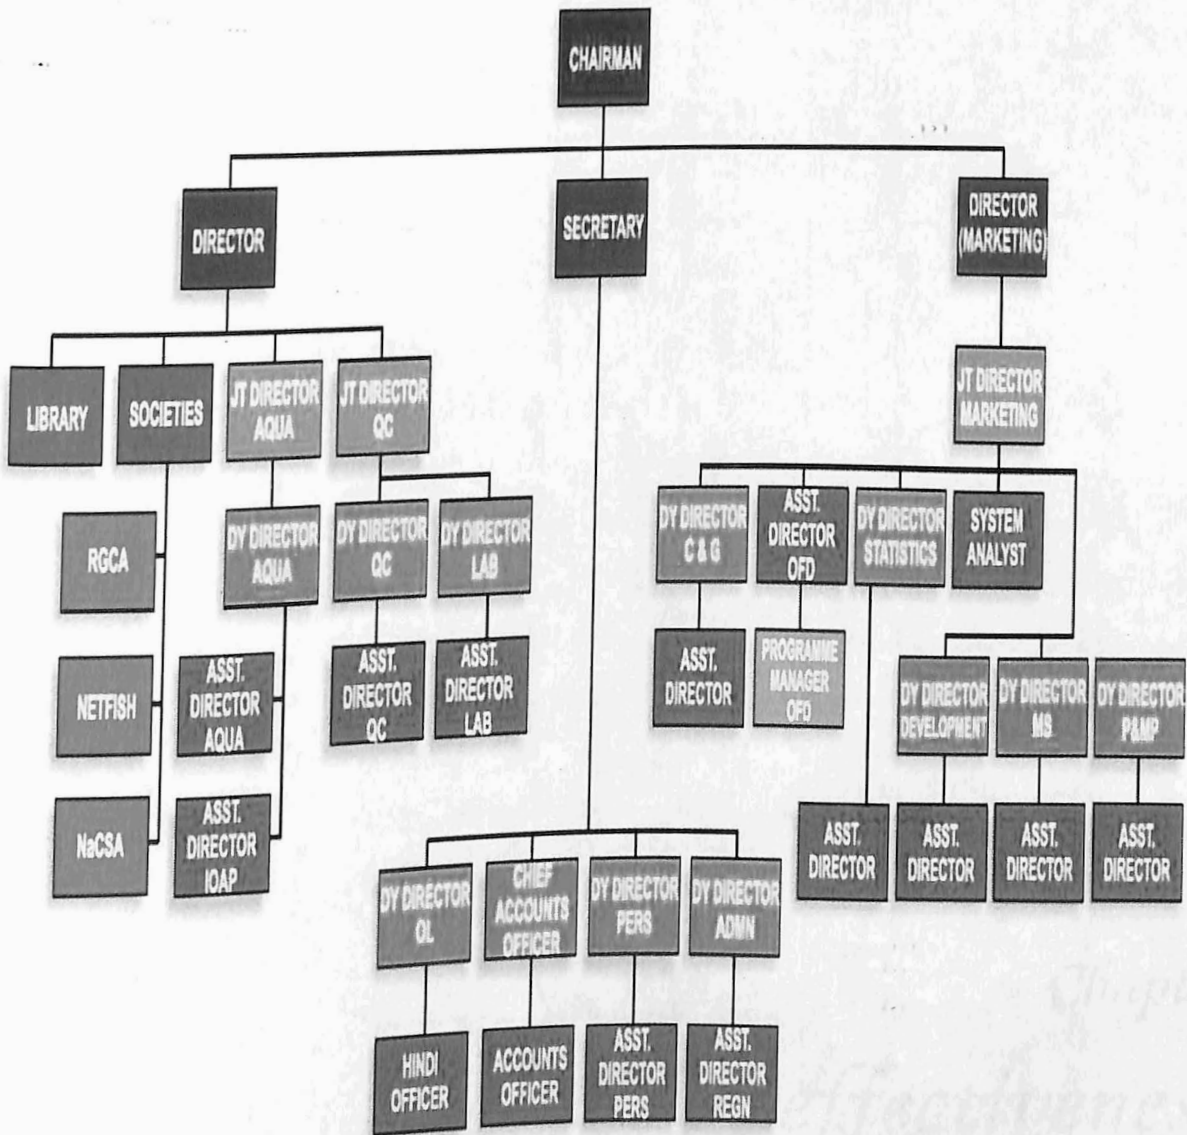 CHAIRMAN
DIRECTOR
SECRETARY
DIRECTOR
(MARKETING)
LIBRARY
SOCIETIES
JT DIRECTOR
AQUA
JT DIRECTOR
QC
JT DIRECTOR
MARKETING
RGCA
DY DIRECTOR
AQUA
DY DIRECTOR
QC
DY DIRECTOR
LAB
DY DIRECTOR
C & G
ASST.
DIRECTOR
OFD
DY DIRECTOR
STATISTICS
SYSTEM
ANALYST
NETFISH
ASST.
DIRECTOR
AQUA
ASST.
DIRECTOR
QC
ASST.
DIRECTOR
LAB
ASST.
DIRECTOR
PROGRAMME
MANAGER
OFD
DY DIRECTOR
DEVELOPMENT
DY DIRECTOR
MS
DY DIRECTOR
P&MP
NaCSA
ASST.
DIRECTOR
IOAP
ASST.
DIRECTOR
ASST.
DIRECTOR
ASST.
DIRECTOR
ASST.
DIRECTOR
DY DIRECTOR
OL
CHIEF
ACCOUNTS
OFFICER
DY DIRECTOR
PERS
DY DIRECTOR
ADMN
HINDI
OFFICER
ACCOUNTS
OFFICER
ASST.
DIRECTOR
PERS
ASST.
DIRECTOR
REGN